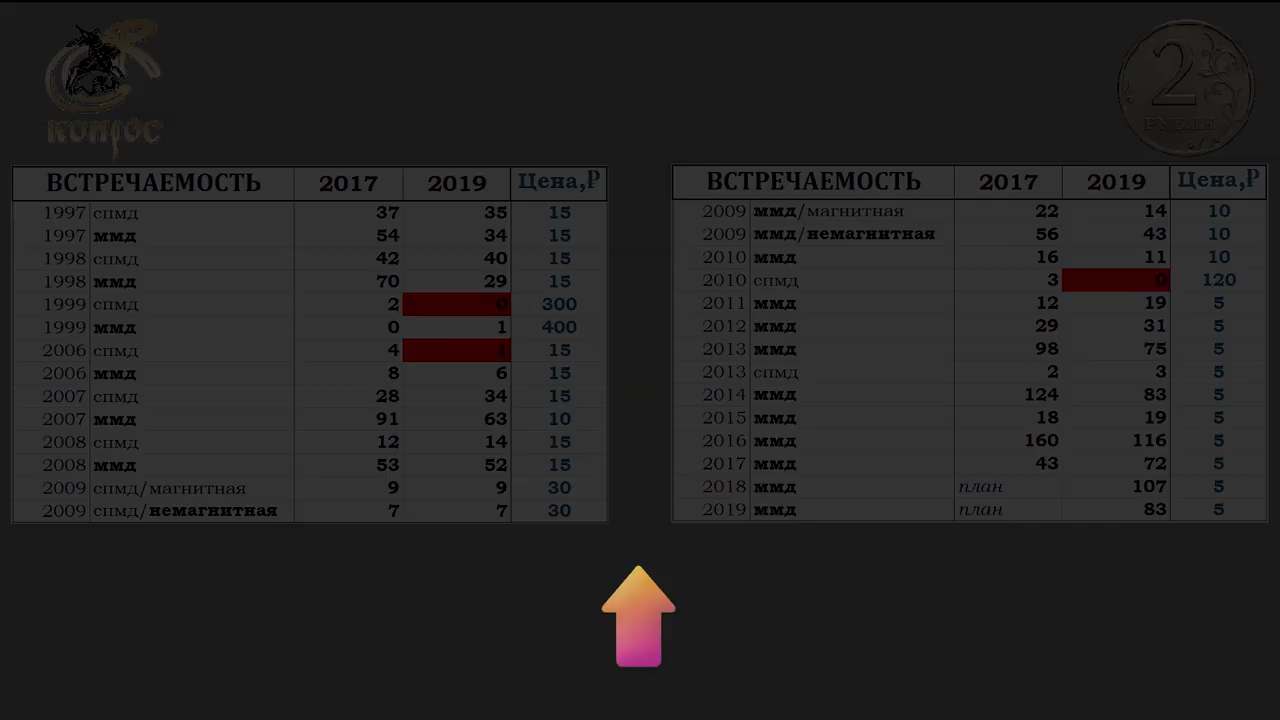 КОНРОС
2
РУБЛЯ
ВСТРЕЧАЕМОСТЬ 2017 2019 Цена,₽
1997 спмд 37 35 15
1997 ммд 54 34 15
1998 спмд 42 40 15
1998 ммд 70 29 15
1999 спмд 2 0 300
1999 ммд 0 1 400
2006 спмд 4 1 15
2006 ммд 8 6 15
2007 спмд 28 34 15
2007 ммд 91 63 10
2008 спмд 12 14 15
2008 ммд 53 52 15
2009 спмд/магнитная 9 9 30
2009 спмд/немагнитная 7 7 30
ВСТРЕЧАЕМОСТЬ 2017 2019 Цена,₽
2009 ммд/магнитная 22 14 10
2009 ммд/немагнитная 56 43 10
2010 ммд 16 11 10
2010 спмд 3 0 120
2011 ммд 12 19 5
2012 ммд 29 31 5
2013 ммд 98 75 5
2013 спмд 2 3 5
2014 ммд 124 83 5
2015 ммд 18 19 5
2016 ммд 160 116 5
2017 ммд 43 72 5
2018 ммд план 107 5
2019 ммд план 83 5